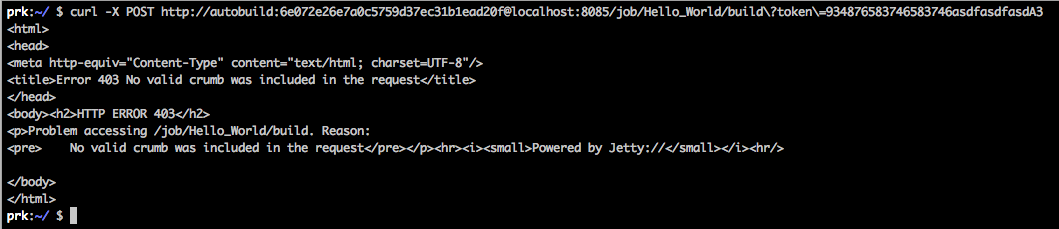 prk:~/ $ curl -X POST http://autobuild:6e072e26e7a0c5759d37ec31b1ead20f@localhost:8085/job/Hello_World/build\?token\=934876583746583746asdfasdfasdA3
<html>
<head>
<meta http-equiv="Content-Type" content="text/html; charset=UTF-8"/>
<title>Error 403 No valid crumb was included in the request</title>
</head>
<body><h2>HTTP ERROR 403</h2>
<p>Problem accessing /job/Hello_World/build. Reason:
<pre>    No valid crumb was included in the request</pre></p><hr><i><small>Powered by Jetty://</small></i><hr/>

</body>
</html>
prk:~/ $